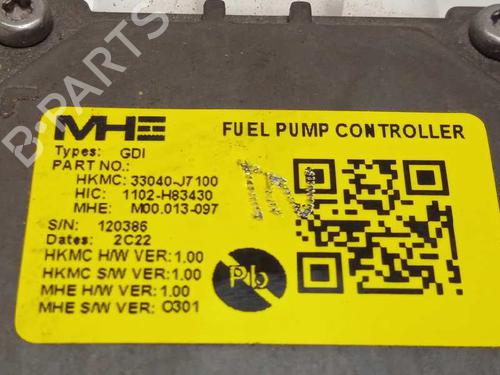 MHE FUEL PUMP CONTROLLER
Types: GDI
PART NO.:
HKMC: 33040-J7100
HIC: 1102-H83430
MHE: M00.013-097
S/N: 120386
Dates: 2C22
HKMC H/W VER: 1.00
HKMC S/W VER: 1.00
MHE H/W VER: 1.00
MHE S/W VER: O301
Pb
B-PARTS